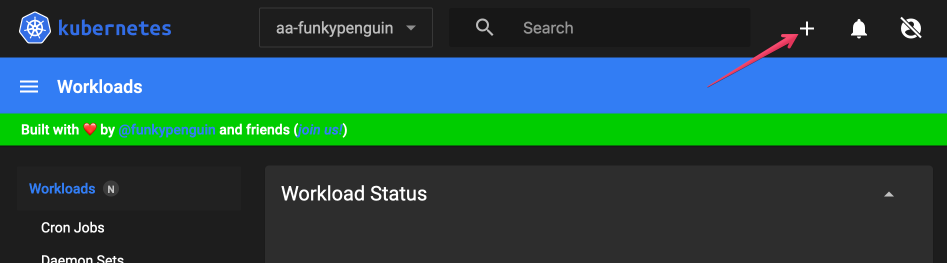 kubernetes
aa-funkypenguin
Search
Workloads
Built with ❤️ by @funkypenguin and friends (join us!)
Workloads N
Workload Status
Cron Jobs
Daemon Sets